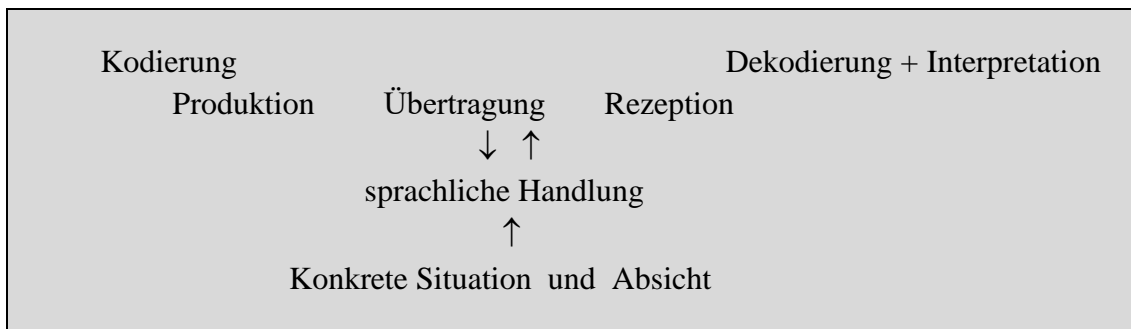 Kodierung Dekodierung + Interpretation
Produktion Übertragung Rezeption
↓ ↑
sprachliche Handlung
↑
Konkrete Situation und Absicht